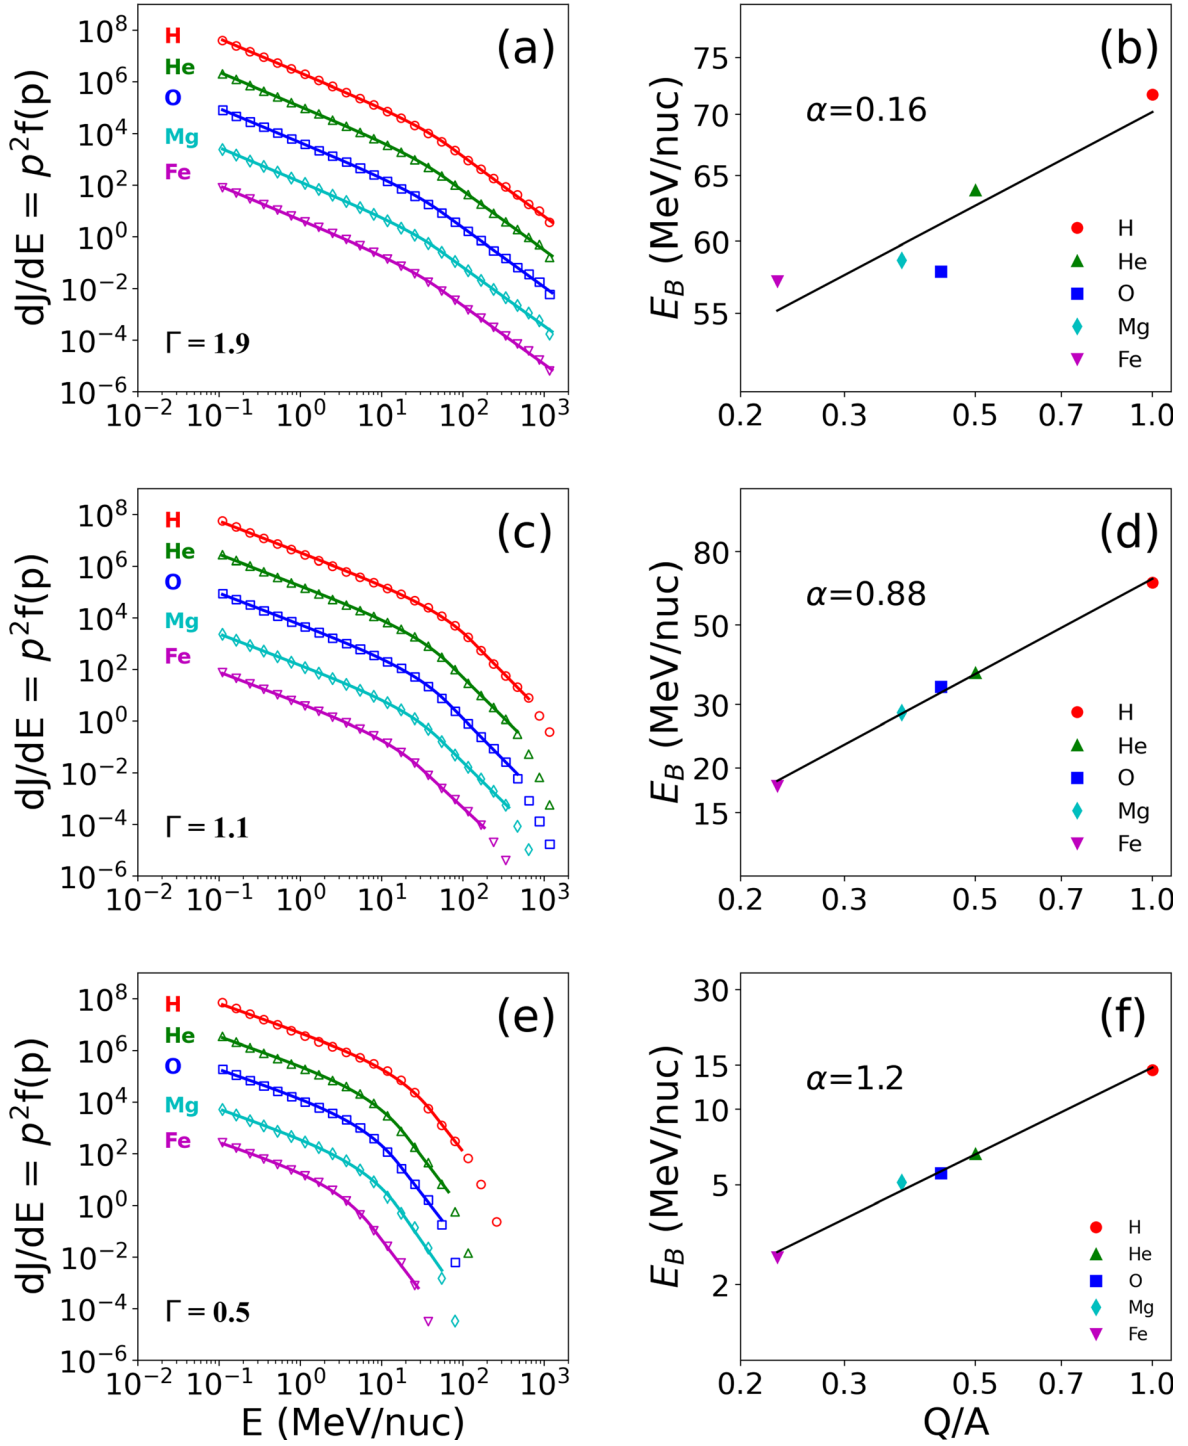 (a)
dJ/dE = p²f(p)
10⁸
10⁶
10⁴
10²
10⁰
10⁻²
10⁻⁴
10⁻⁶
H
He
O
Mg
Fe
Γ = 1.9
10⁻² 10⁻¹ 10⁰ 10¹ 10² 10³
(b)
E_B (MeV/nuc)
75
70
65
60
55
α=0.16
H
He
O
Mg
Fe
0.2 0.3 0.5 0.7 1.0
(c)
dJ/dE = p²f(p)
10⁸
10⁶
10⁴
10²
10⁰
10⁻²
10⁻⁴
10⁻⁶
H
He
O
Mg
Fe
Γ = 1.1
10⁻² 10⁻¹ 10⁰ 10¹ 10² 10³
(d)
E_B (MeV/nuc)
80
50
30
20
15
α=0.88
H
He
O
Mg
Fe
0.2 0.3 0.5 0.7 1.0
(e)
dJ/dE = p²f(p)
10⁸
10⁶
10⁴
10²
10⁰
10⁻²
10⁻⁴
10⁻⁶
H
He
O
Mg
Fe
Γ = 0.5
10⁻² 10⁻¹ 10⁰ 10¹ 10² 10³
E (MeV/nuc)
(f)
E_B (MeV/nuc)
30
15
10
5
2
α=1.2
H
He
O
Mg
Fe
0.2 0.3 0.5 0.7 1.0
Q/A